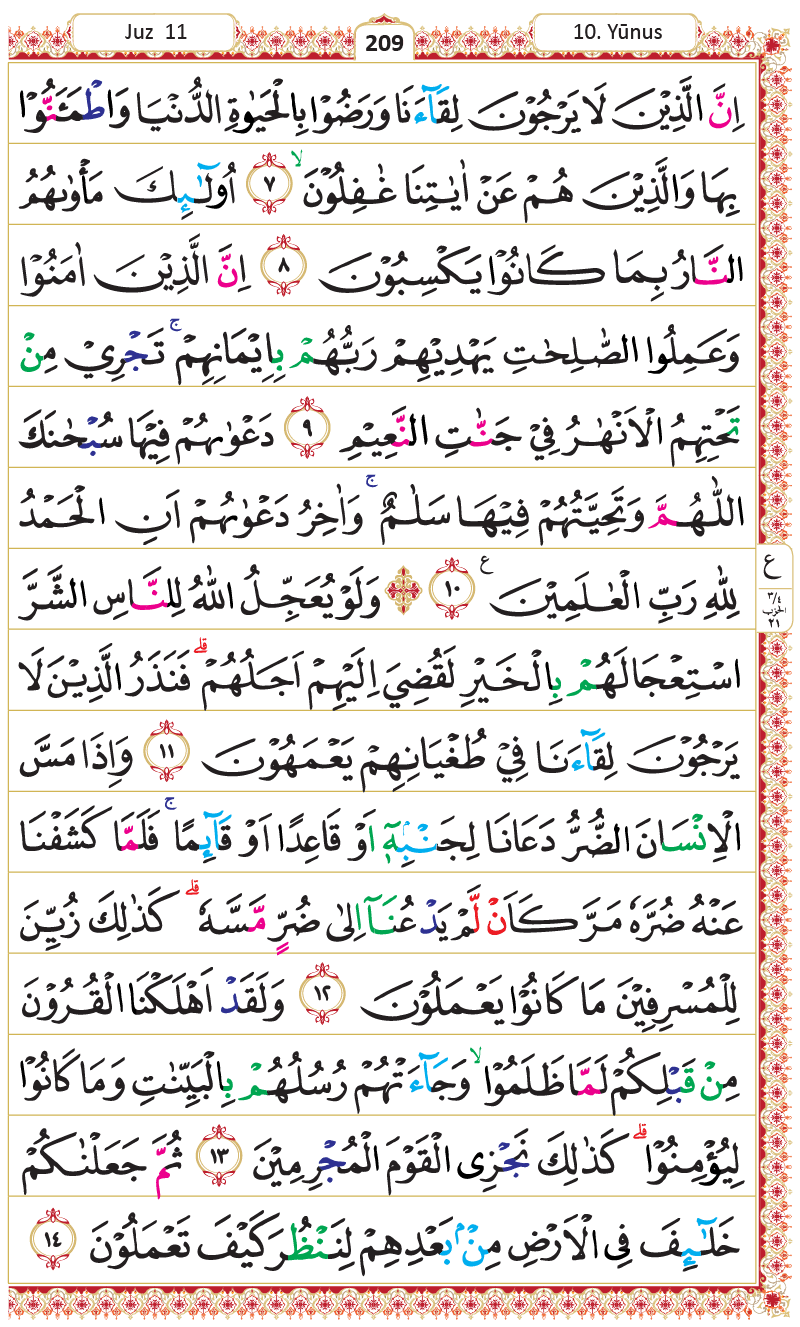 Juz 11
209
10. Yūnus
اِنَّ الَّذِيْنَ لَا يَرْجُوْنَ لِقَآءَنَا وَرَضُوْا بِالْحَيٰوةِ الدُّنْيَا وَاطْمَئَنُّوْا
بِهَا وَالَّذِيْنَ هُمْ عَنْ اٰيٰتِنَا غٰفِلُوْنَ ۙ ٧ اُولٰٓئِكَ مَأْوٰىهُمُ
النَّارُ بِمَا كَانُوْا يَكْسِبُوْنَ ٨ اِنَّ الَّذِيْنَ اٰمَنُوْا
وَعَمِلُوا الصّٰلِحٰتِ يَهْدِيْهِمْ رَبُّهُمْ بِاِيْمَانِهِمْ ۚ تَجْرِيْ مِنْ
تَحْتِهِمُ الْاَنْهٰرُ فِيْ جَنّٰتِ النَّعِيْمِ ٩ دَعْوٰىهُمْ فِيْهَا سُبْحٰنَكَ
اللّٰهُمَّ وَتَحِيَّتُهُمْ فِيْهَا سَلٰمٌ ۚ وَاٰخِرُ دَعْوٰىهُمْ اَنِ الْحَمْدُ
لِلّٰهِ رَبِّ الْعٰلَمِيْنَ ع ١٠ ۞ وَلَوْ يُعَجِّلُ اللّٰهُ لِلنَّاسِ الشَّرَّ
ع
٣/٤
الحزب
٢١
اسْتِعْجَالَهُمْ بِالْخَيْرِ لَقُضِيَ اِلَيْهِمْ اَجَلُهُمْ ۗ فَنَذَرُ الَّذِيْنَ لَا
يَرْجُوْنَ لِقَآءَنَا فِيْ طُغْيَانِهِمْ يَعْمَهُوْنَ ١١ وَاِذَا مَسَّ
الْاِنْسَانَ الضُّرُّ دَعَانَا لِجَنْۢبِهٖٓ اَوْ قَاعِدًا اَوْ قَآئِمًا ۚ فَلَمَّا كَشَفْنَا
عَنْهُ ضُرَّهٗ مَرَّ كَاَنْ لَّمْ يَدْعُنَآ اِلٰى ضُرٍّ مَّسَّهٗ ۗ كَذٰلِكَ زُيِّنَ
لِلْمُسْرِفِيْنَ مَا كَانُوْا يَعْمَلُوْنَ ١٢ وَلَقَدْ اَهْلَكْنَا الْقُرُوْنَ
مِنْ قَبْلِكُمْ لَمَّا ظَلَمُوْا ۙ وَجَآءَتْهُمْ رُسُلُهُمْ بِالْبَيِّنٰتِ وَمَا كَانُوْا
لِيُؤْمِنُوْا ۗ كَذٰلِكَ نَجْزِى الْقَوْمَ الْمُجْرِمِيْنَ ١٣ ثُمَّ جَعَلْنٰكُمْ
خَلٰٓئِفَ فِى الْاَرْضِ مِنْۢ بَعْدِهِمْ لِنَنْظُرَ كَيْفَ تَعْمَلُوْنَ ١٤